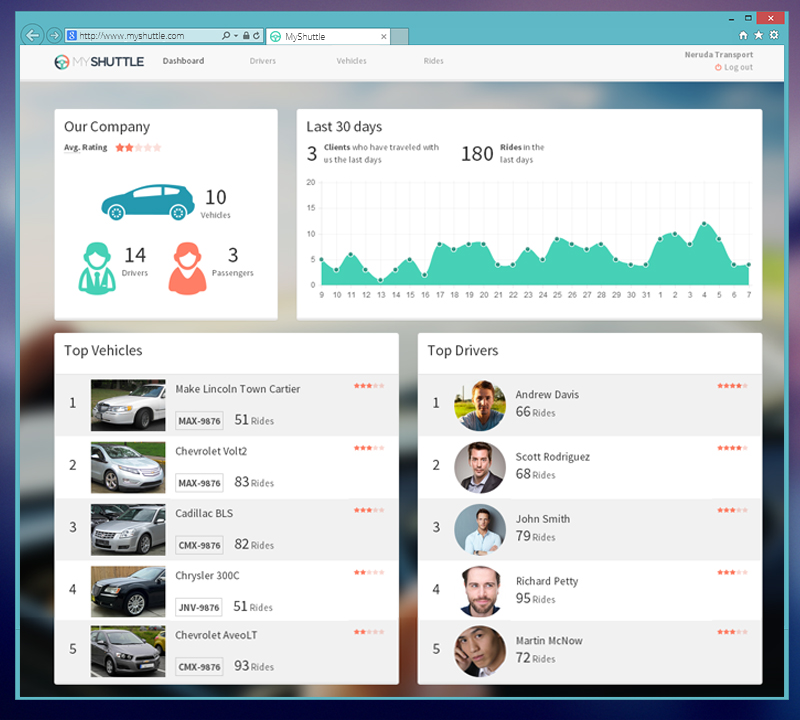 http://www.myshuttle.com
MyShuttle
MYSHUTTLE
Dashboard
Drivers
Vehicles
Rides
Neruda Transport
Log out
Our Company
Avg. Rating
10
Vehicles
14
Drivers
3
Passengers
Last 30 days
3 Clients who have traveled with
us the last days
180 Rides in the
last days
20
15
10
5
0
9 10 11 12 13 14 15 16 17 18 19 20 21 22 23 24 25 26 27 28 29 30 31 1 2 3 4 5 6 7
Top Vehicles
1
Make Lincoln Town Cartier
MAX-9876 51 Rides
2
Chevrolet Volt2
MAX-9876 83 Rides
3
Cadillac BLS
CMX-9876 82 Rides
4
Chrysler 300C
JNV-9876 51 Rides
5
Chevrolet AveoLT
CMX-9876 93 Rides
Top Drivers
1
Andrew Davis
66 Rides
2
Scott Rodriguez
68 Rides
3
John Smith
79 Rides
4
Richard Petty
95 Rides
5
Martin McNow
72 Rides